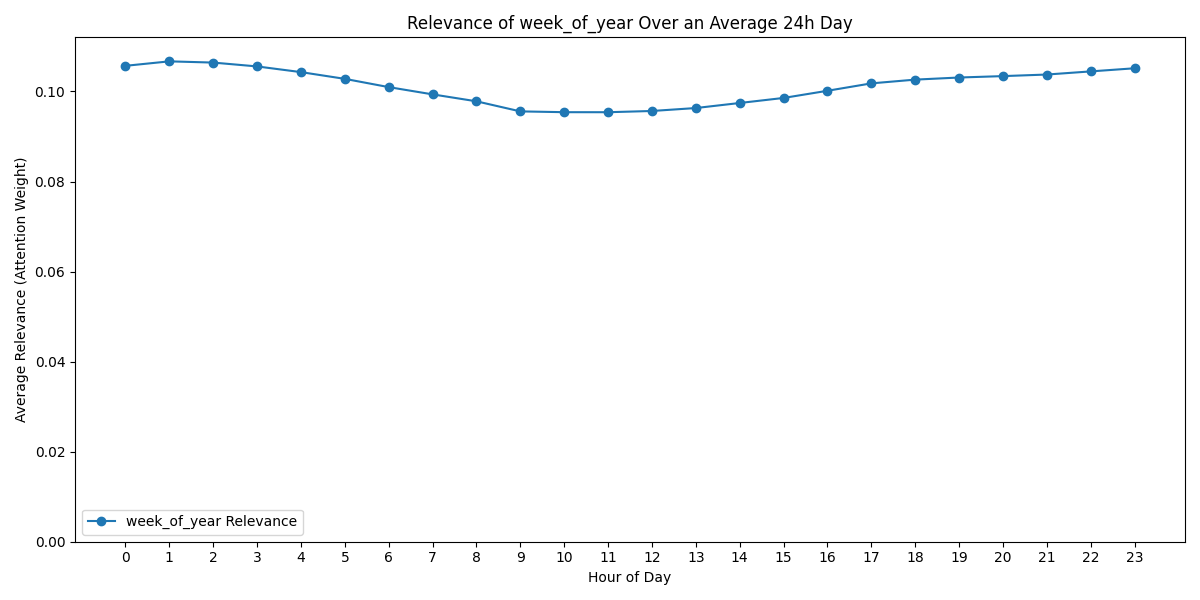 Relevance of week_of_year Over an Average 24h Day
Average Relevance (Attention Weight)
0.10
0.08
0.06
0.04
0.02
0.00
week_of_year Relevance
0 1 2 3 4 5 6 7 8 9 10 11 12 13 14 15 16 17 18 19 20 21 22 23
Hour of Day